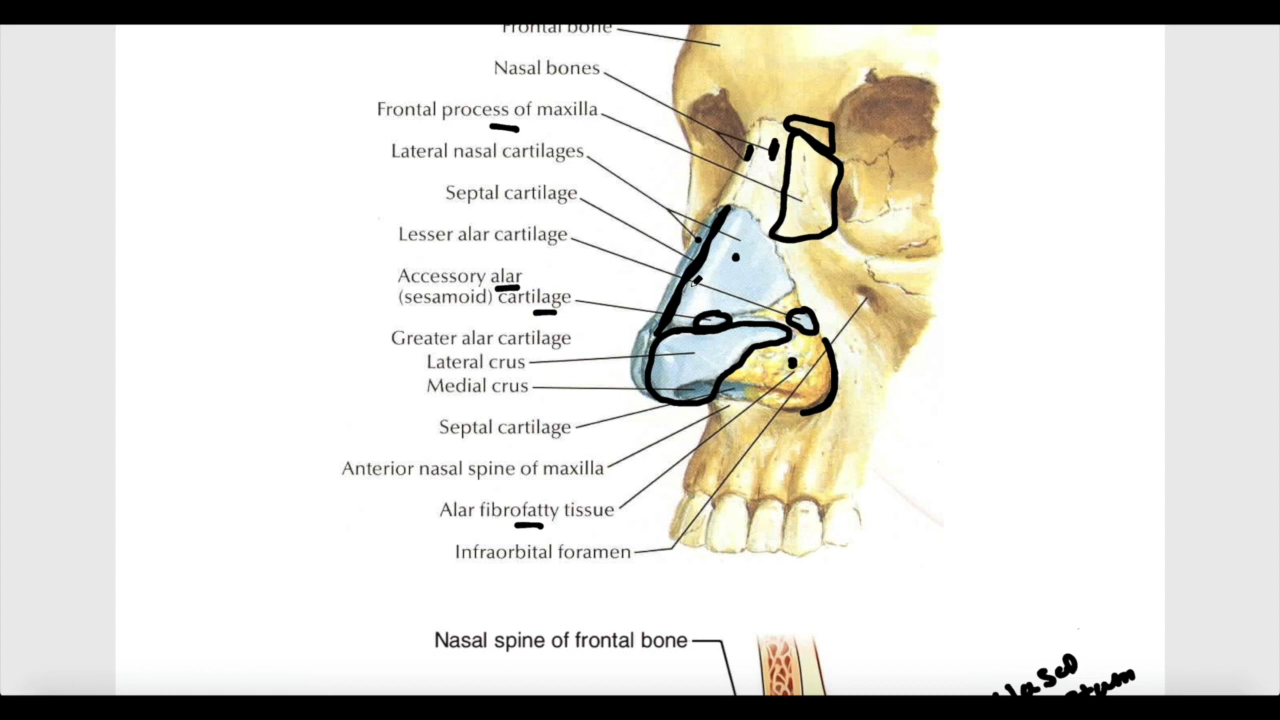 Frontal bone
Nasal bones
Frontal process of maxilla
Lateral nasal cartilages
Septal cartilage
Lesser alar cartilage
Accessory alar
(sesamoid) cartilage
Greater alar cartilage
Lateral crus
Medial crus
Septal cartilage
Anterior nasal spine of maxilla
Alar fibrofatty tissue
Infraorbital foramen
Nasal spine of frontal bone